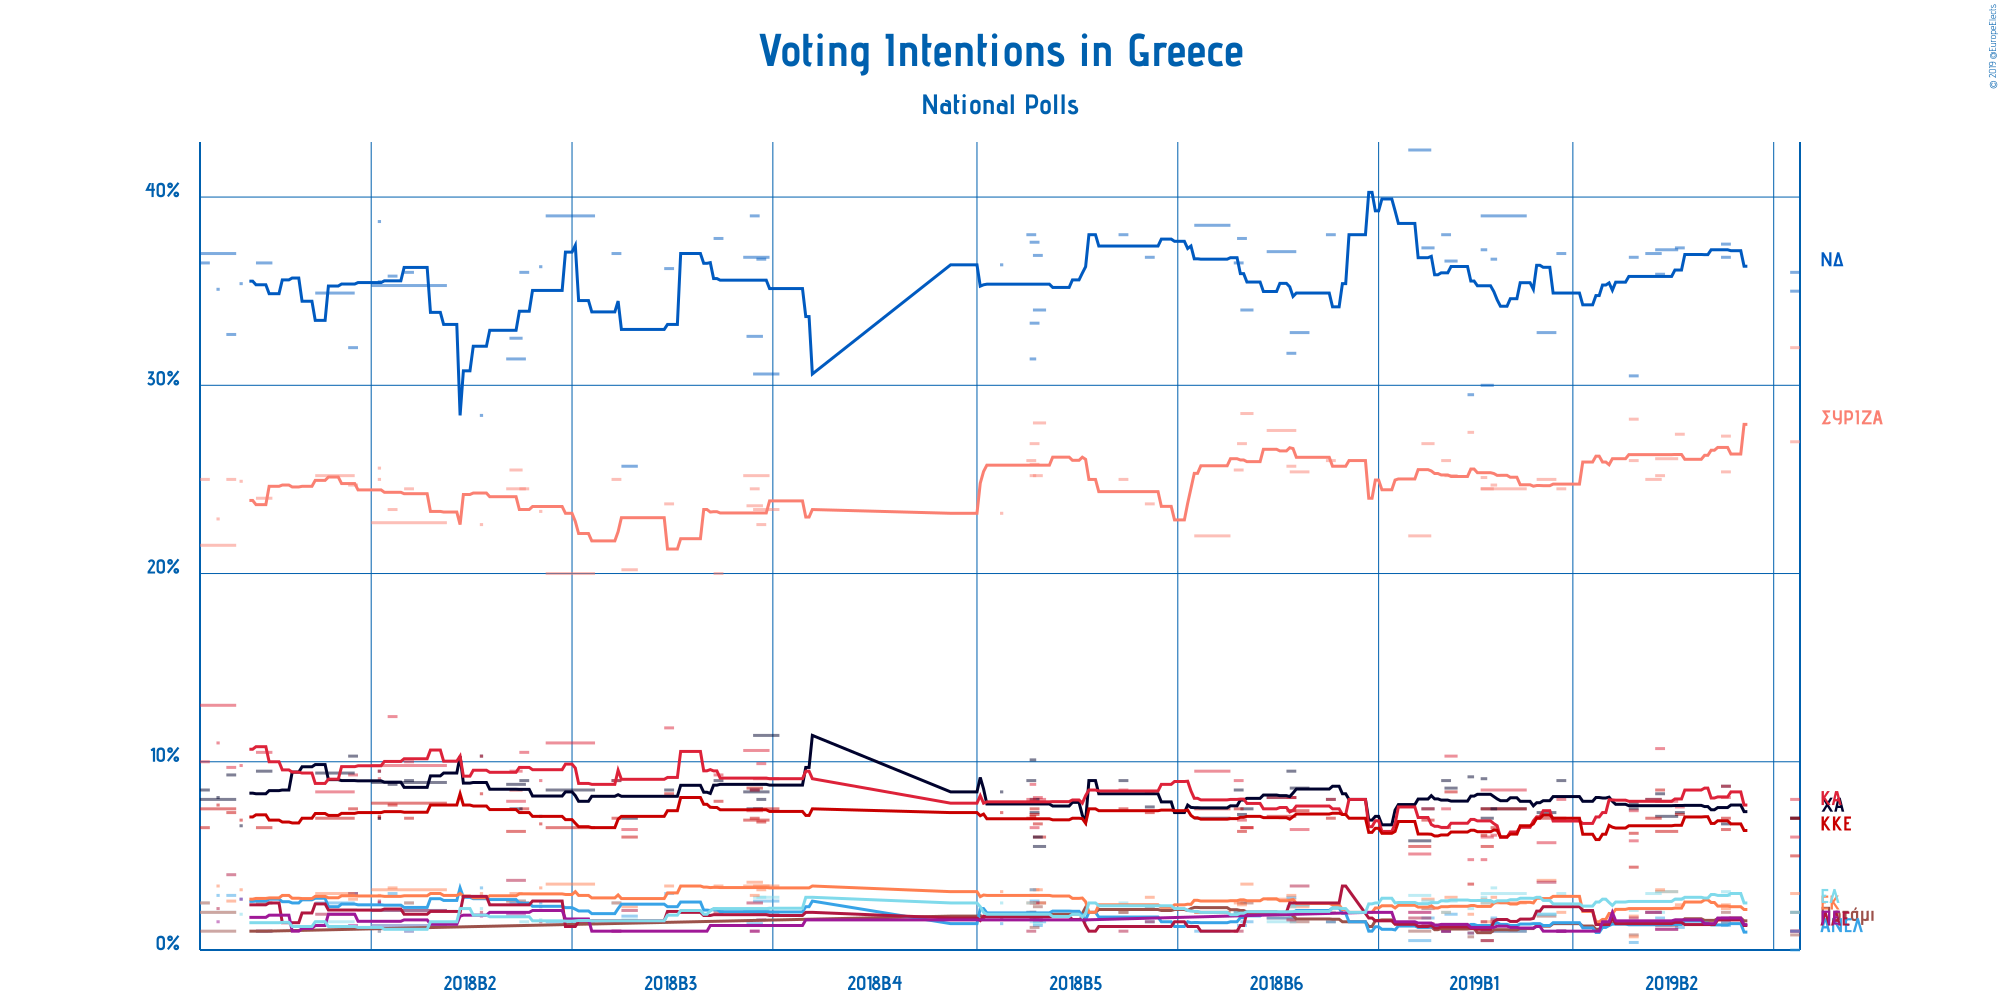 © 2019 @EuropeElects
Voting Intentions in Greece
National Polls
40%
30%
20%
10%
0%
ΝΔ
ΣΥΡΙΖΑ
ΚΑ
ΧΑ
ΚΚΕ
ΕΛ
ΑΝΕΛ
2018B2
2018B3
2018B4
2018B5
2018B6
2019B1
2019B2